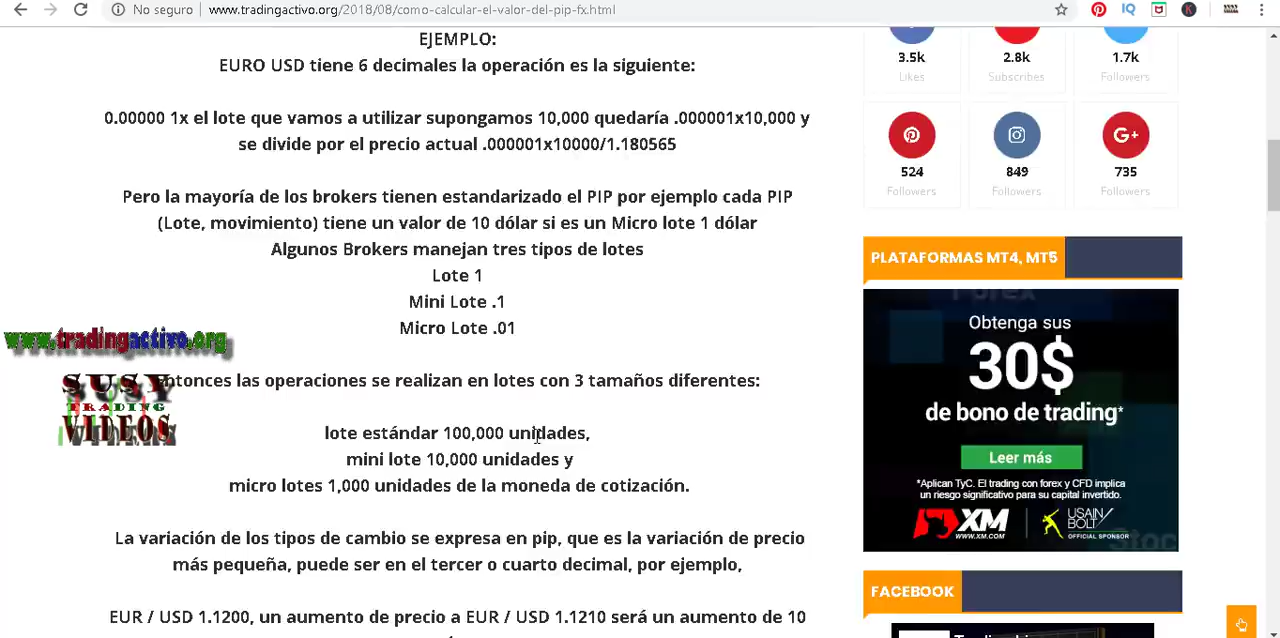 No seguro
www.tradingactivo.org/2018/08/como-calcular-el-valor-del-pip-fx.html
EJEMPLO:
EURO USD tiene 6 decimales la operación es la siguiente:
0.00000 1x el lote que vamos a utilizar supongamos 10,000 quedaría .000001x10,000 y
se divide por el precio actual .000001x10000/1.180565
Pero la mayoría de los brokers tienen estandarizado el PIP por ejemplo cada PIP
(Lote, movimiento) tiene un valor de 10 dólar si es un Micro lote 1 dólar
Algunos Brokers manejan tres tipos de lotes
Lote 1
Mini Lote .1
Micro Lote .01
www.tradingactivo.org
SUSY
TRADING
VIDEOS
ntonces las operaciones se realizan en lotes con 3 tamaños diferentes:
lote estándar 100,000 unidades,
mini lote 10,000 unidades y
micro lotes 1,000 unidades de la moneda de cotización.
La variación de los tipos de cambio se expresa en pip, que es la variación de precio
más pequeña, puede ser en el tercer o cuarto decimal, por ejemplo,
EUR / USD 1.1200, un aumento de precio a EUR / USD 1.1210 será un aumento de 10
3.5k
Likes
2.8k
Subscribes
1.7k
Followers
524
Followers
849
Followers
735
Followers
PLATAFORMAS MT4, MT5
Obtenga sus
30$
de bono de trading*
Leer más
*Aplican TyC. El trading con forex y CFD implica
un riesgo significativo para su capital invertido.
XM
WWW.XM.COM
USAIN
BOLT
OFFICIAL SPONSOR
FACEBOOK